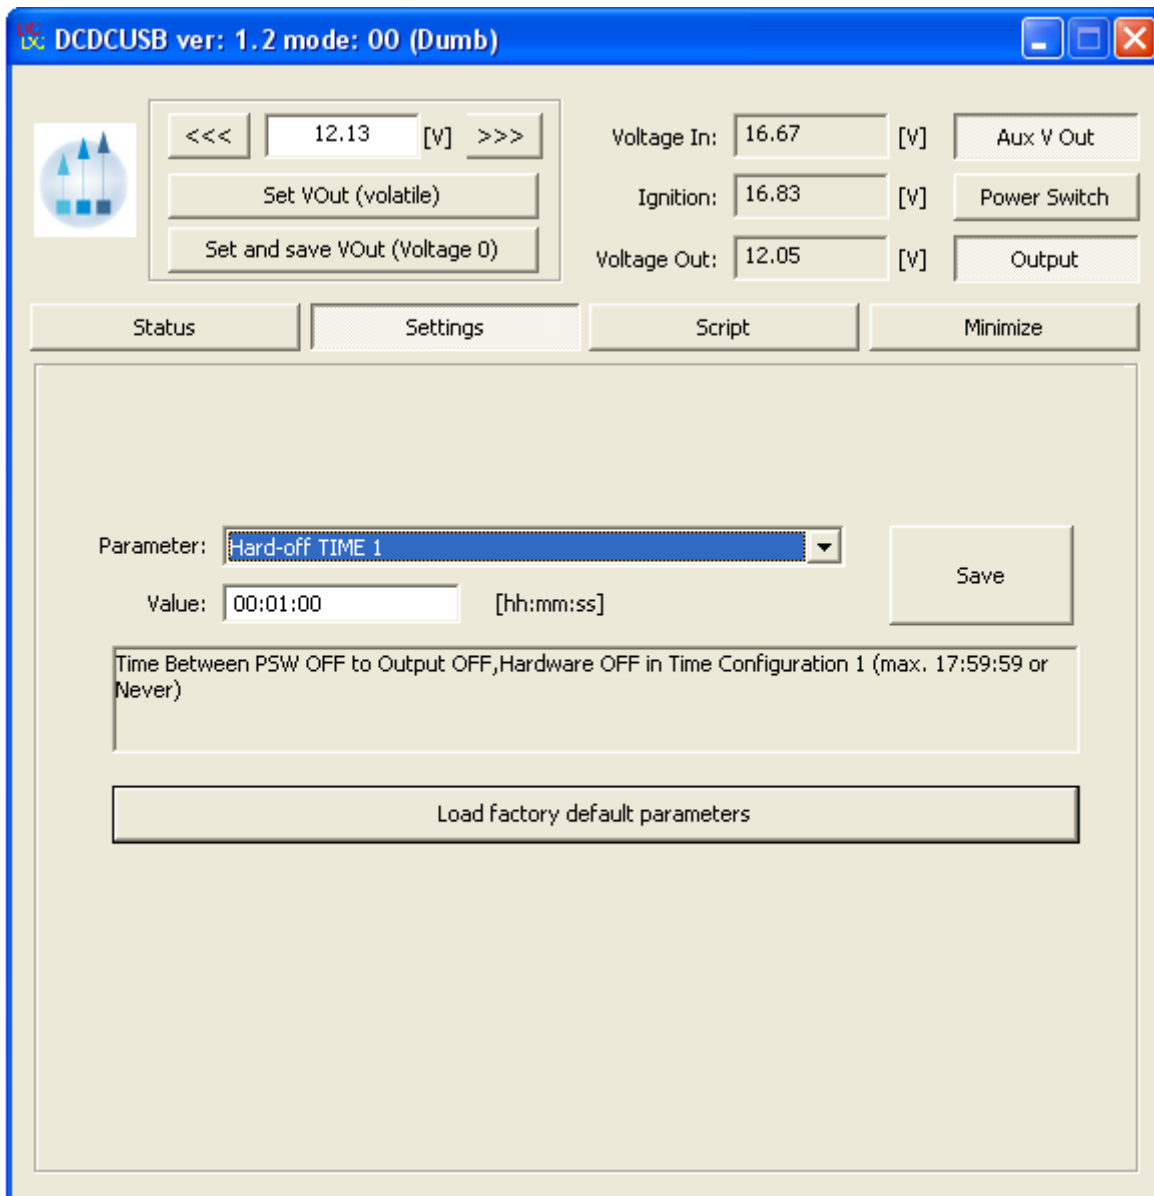 DC
DC DCDCUSB ver: 1.2 mode: 00 (Dumb)
<<< 12.13 [V] >>>
Set VOut (volatile)
Set and save VOut (Voltage 0)
Voltage In: 16.67 [V] Aux V Out
Ignition: 16.83 [V] Power Switch
Voltage Out: 12.05 [V] Output
Status Settings Script Minimize
Parameter: Hard-off TIME 1
Value: 00:01:00 [hh:mm:ss]
Save
Time Between PSW OFF to Output OFF,Hardware OFF in Time Configuration 1 (max. 17:59:59 or
Never)
Load factory default parameters